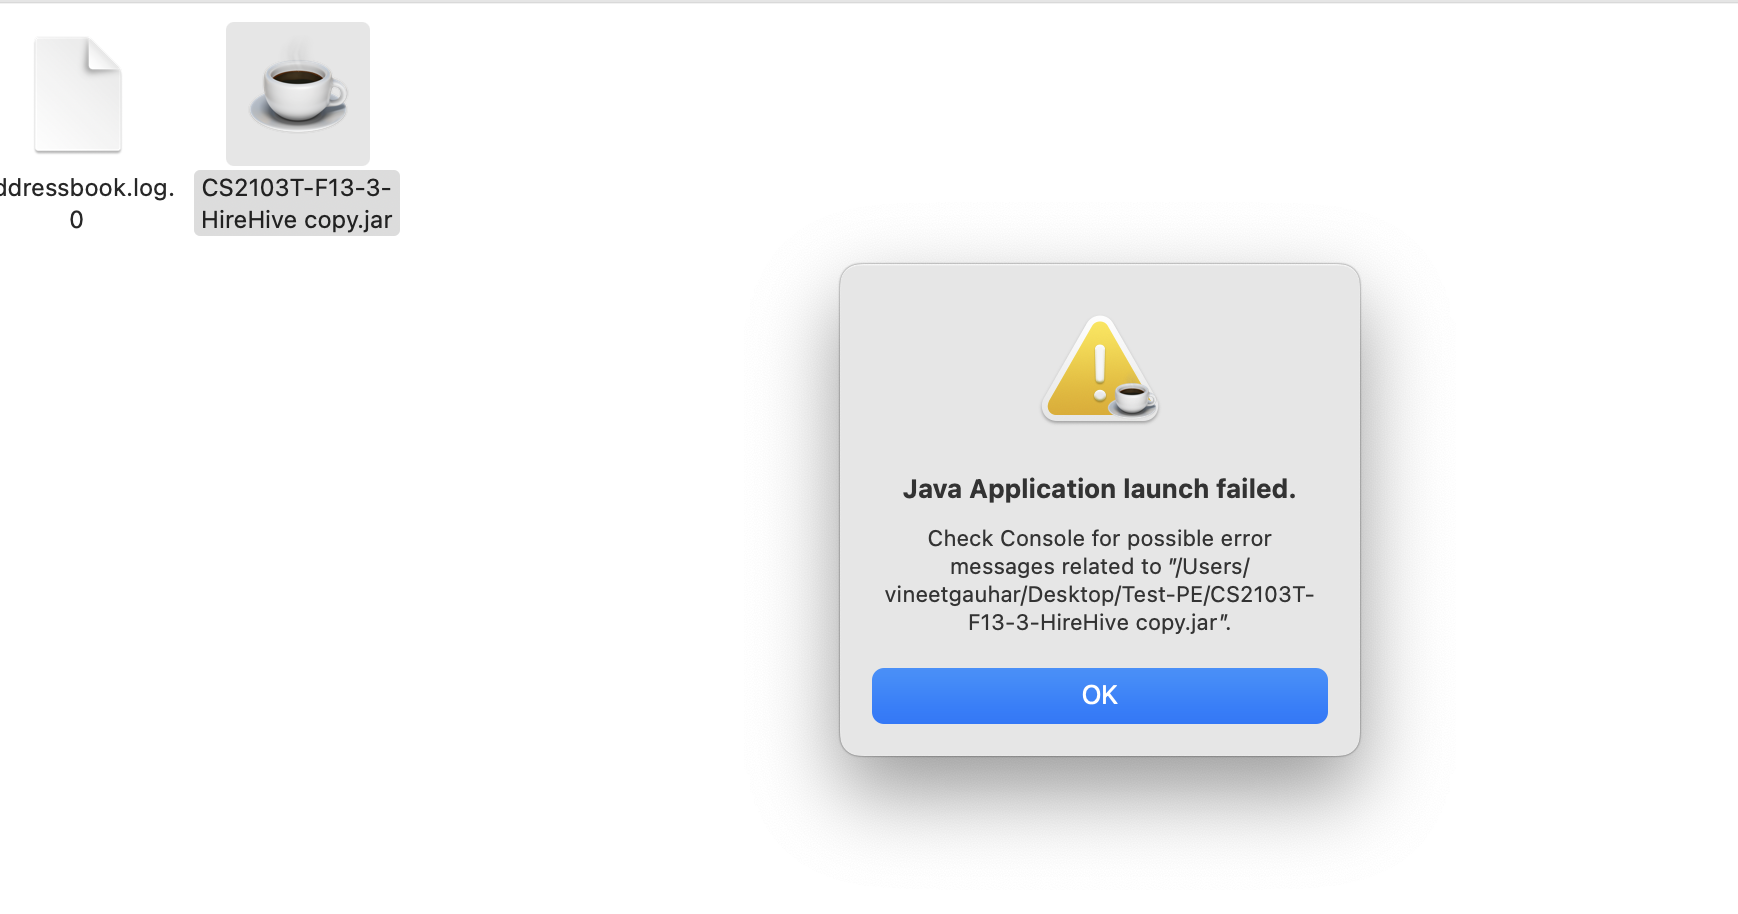 ddressbook.log.
0
CS2103T-F13-3-
HireHive copy.jar
Java Application launch failed.
Check Console for possible error
messages related to "/Users/
vineetgauhar/Desktop/Test-PE/CS2103T-
F13-3-HireHive copy.jar".
OK